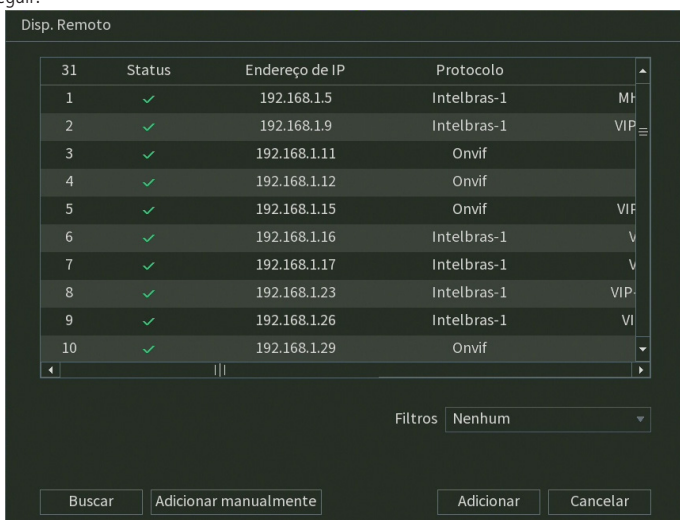 Disp. Remoto
31 Status Endereço de IP Protocolo
1 192.168.1.5 Intelbras-1
2 192.168.1.9 Intelbras-1 VIP
3 192.168.1.11 Onvif
4 192.168.1.12 Onvif
5 192.168.1.15 Onvif
6 192.168.1.16 Intelbras-1 V
7 192.168.1.17 Intelbras-1 V
8 192.168.1.23 Intelbras-1 VIP-
9 192.168.1.26 Intelbras-1 VI
10 192.168.1.29 Onvif
Filtros Nenhum
Buscar Adicionar manualmente Adicionar Cancelar